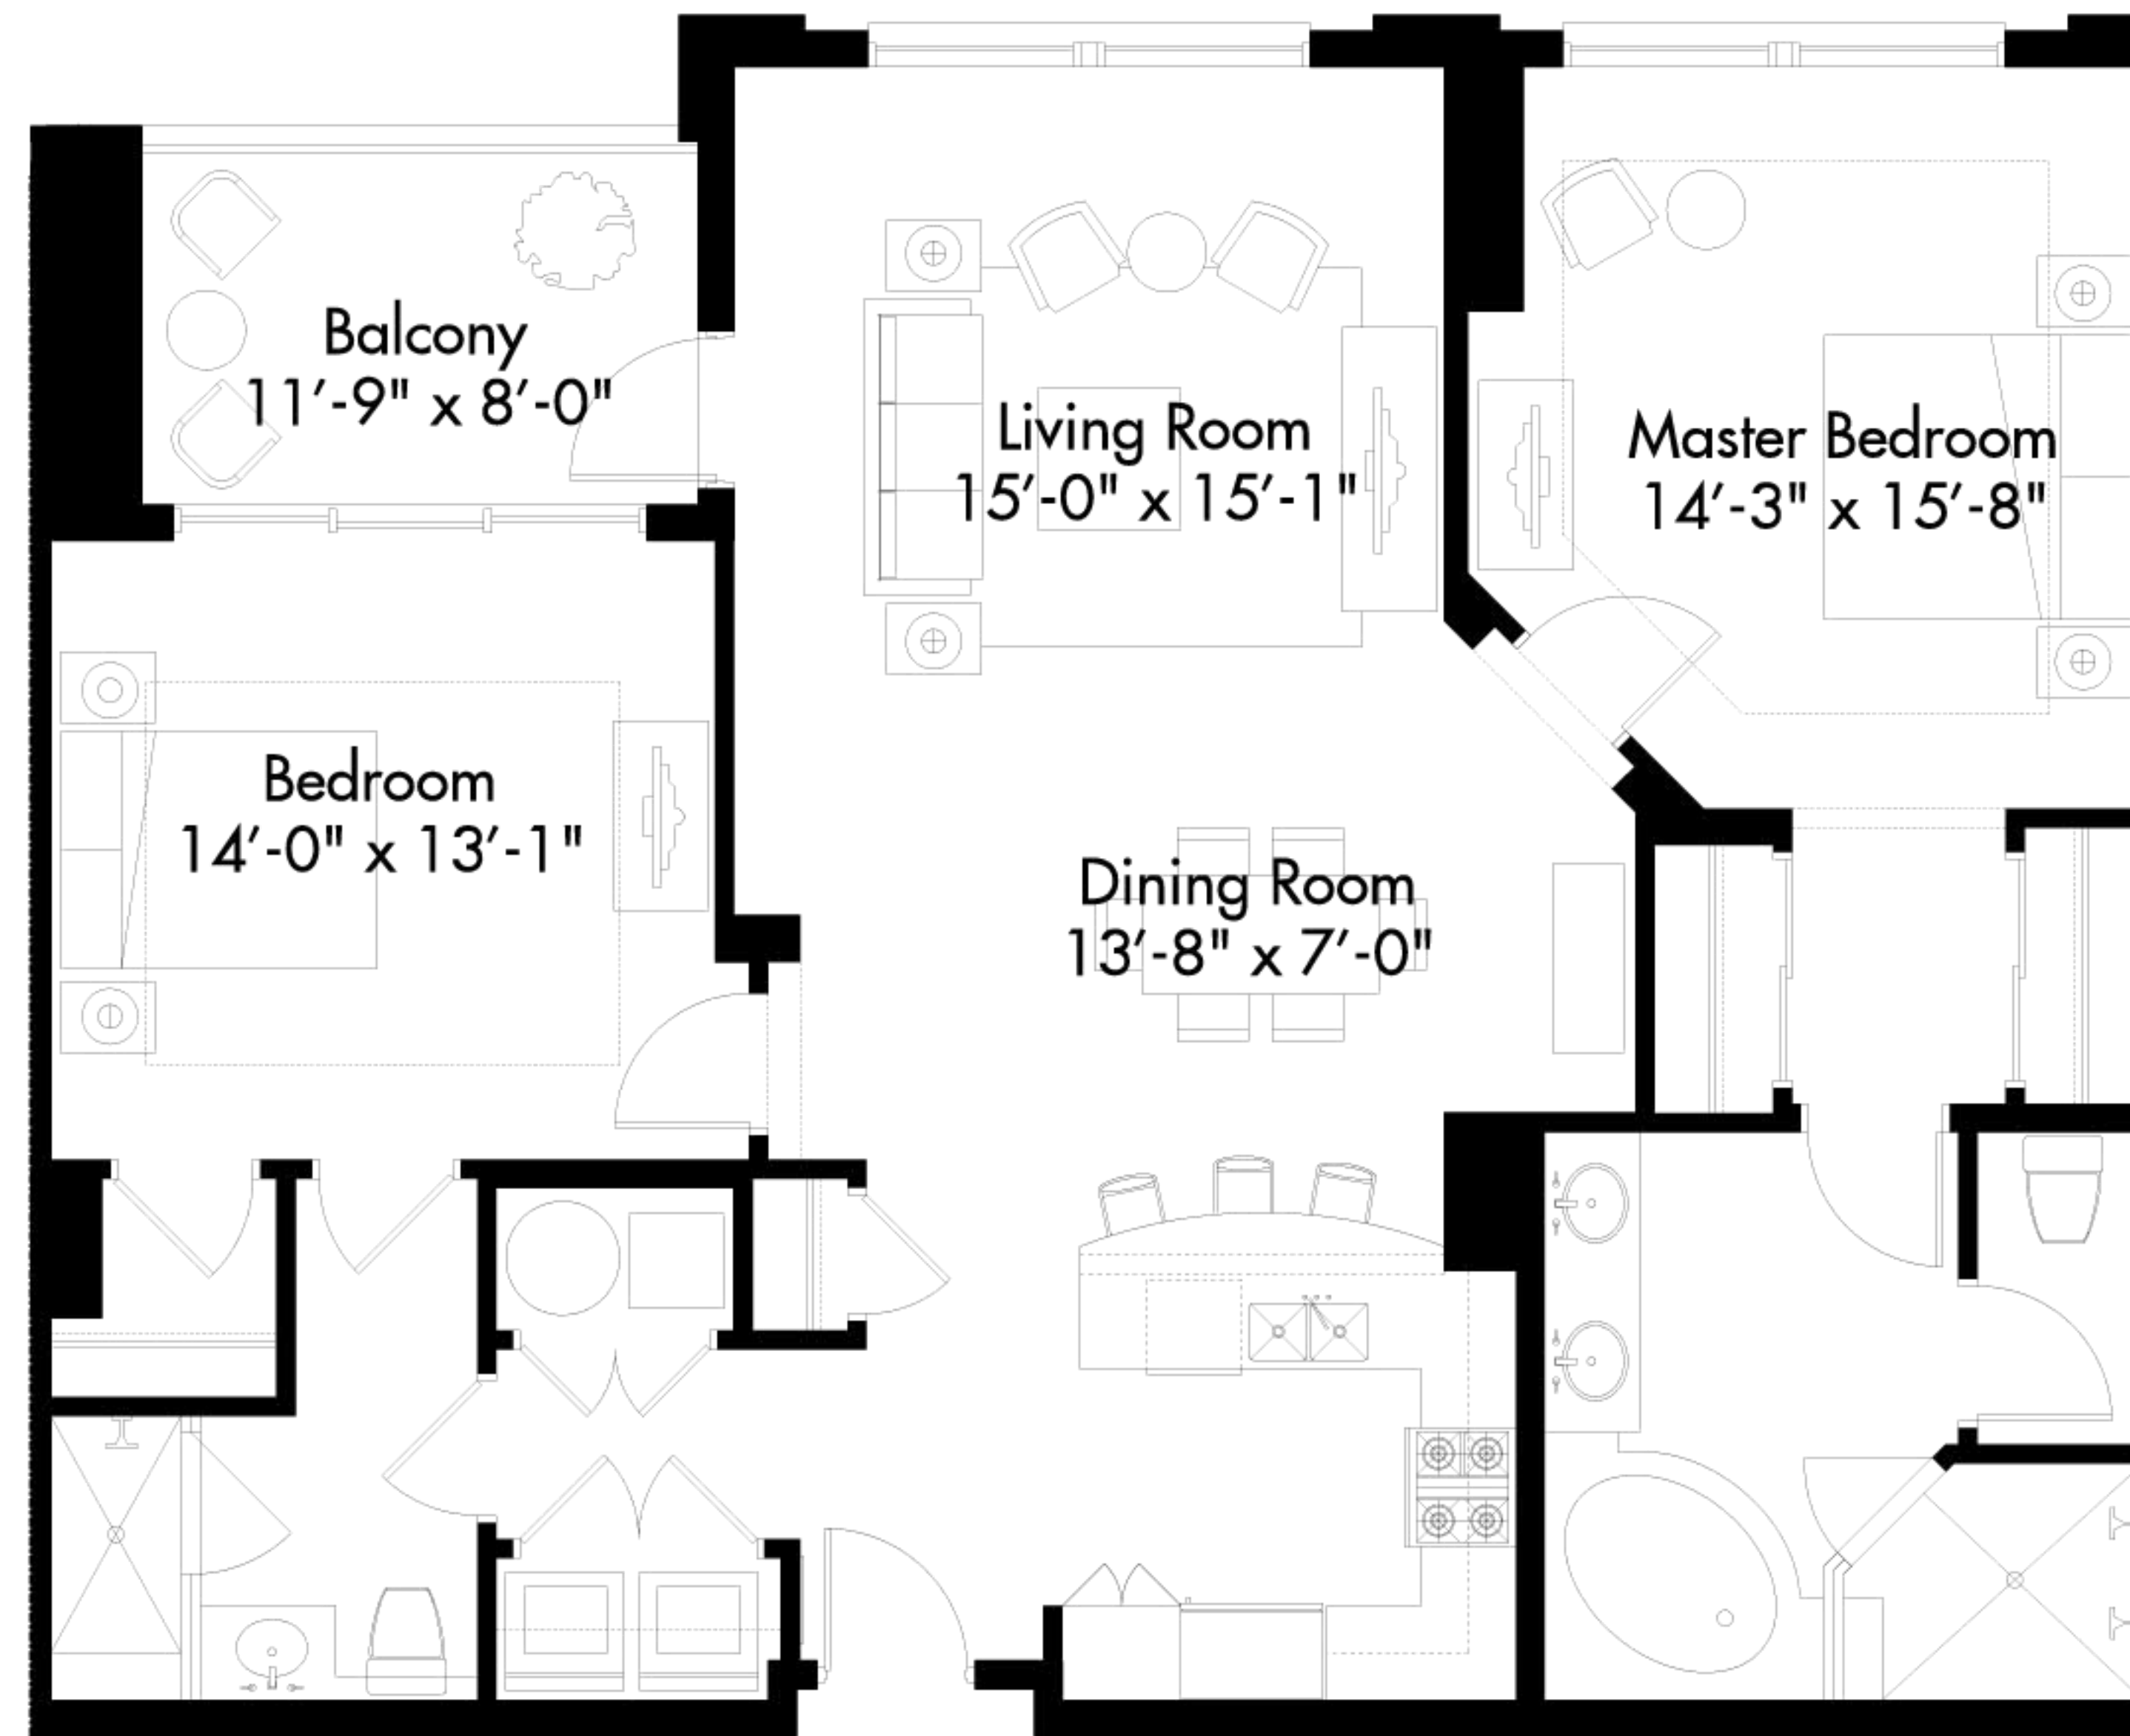 Balcony
11′-9" x 8′-0"
Living Room
15′-0" x 15′-1"
Master Bedroom
14′-3" x 15′-8"
Bedroom
14′-0" x 13′-1"
Dining Room
13′-8" x 7′-0"